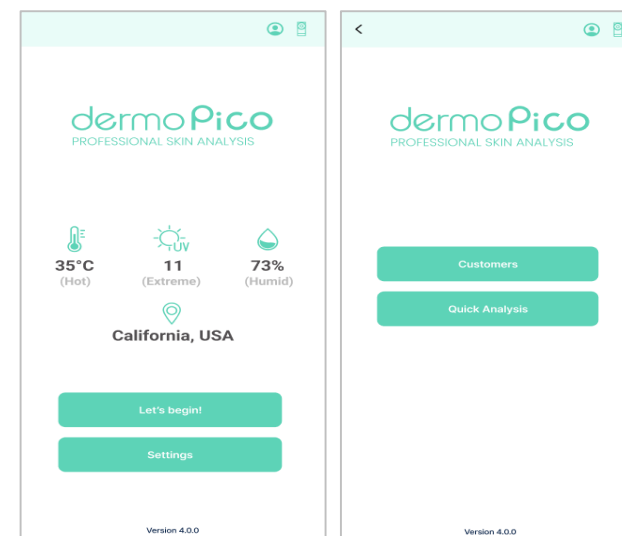 dermoPico
PROFESSIONAL SKIN ANALYSIS
UV
35°C
11
73%
(Hot)
(Extreme)
(Humid)
California, USA
Let's begin!
Settings
Version 4.0.0
dermoPico
PROFESSIONAL SKIN ANALYSIS
Customers
Quick Analysis
Version 4.0.0